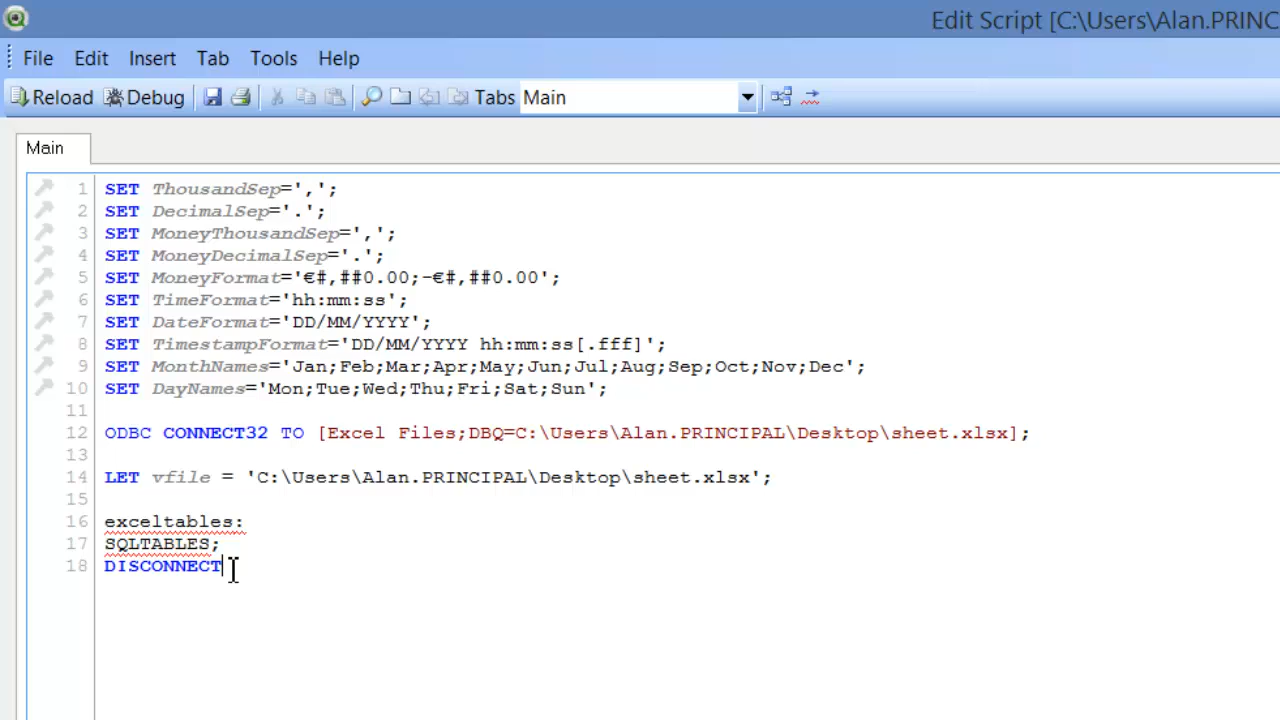 Edit Script [C:\Users\Alan.PRINC
File Edit Insert Tab Tools Help
Reload Debug Tabs Main
Main
1 SET ThousandSep=',';
2 SET DecimalSep='.';
3 SET MoneyThousandSep=',';
4 SET MoneyDecimalSep='.';
5 SET MoneyFormat='€#,##0.00;-€#,##0.00';
6 SET TimeFormat='hh:mm:ss';
7 SET DateFormat='DD/MM/YYYY';
8 SET TimestampFormat='DD/MM/YYYY hh:mm:ss[.fff]';
9 SET MonthNames='Jan;Feb;Mar;Apr;May;Jun;Jul;Aug;Sep;Oct;Nov;Dec';
10 SET DayNames='Mon;Tue;Wed;Thu;Fri;Sat;Sun';
11
12 ODBC CONNECT32 TO [Excel Files;DBQ=C:\Users\Alan.PRINCIPAL\Desktop\sheet.xlsx];
13
14 LET vfile = 'C:\Users\Alan.PRINCIPAL\Desktop\sheet.xlsx';
15
16 exceltables:
17 SQLTABLES;
18 DISCONNECT